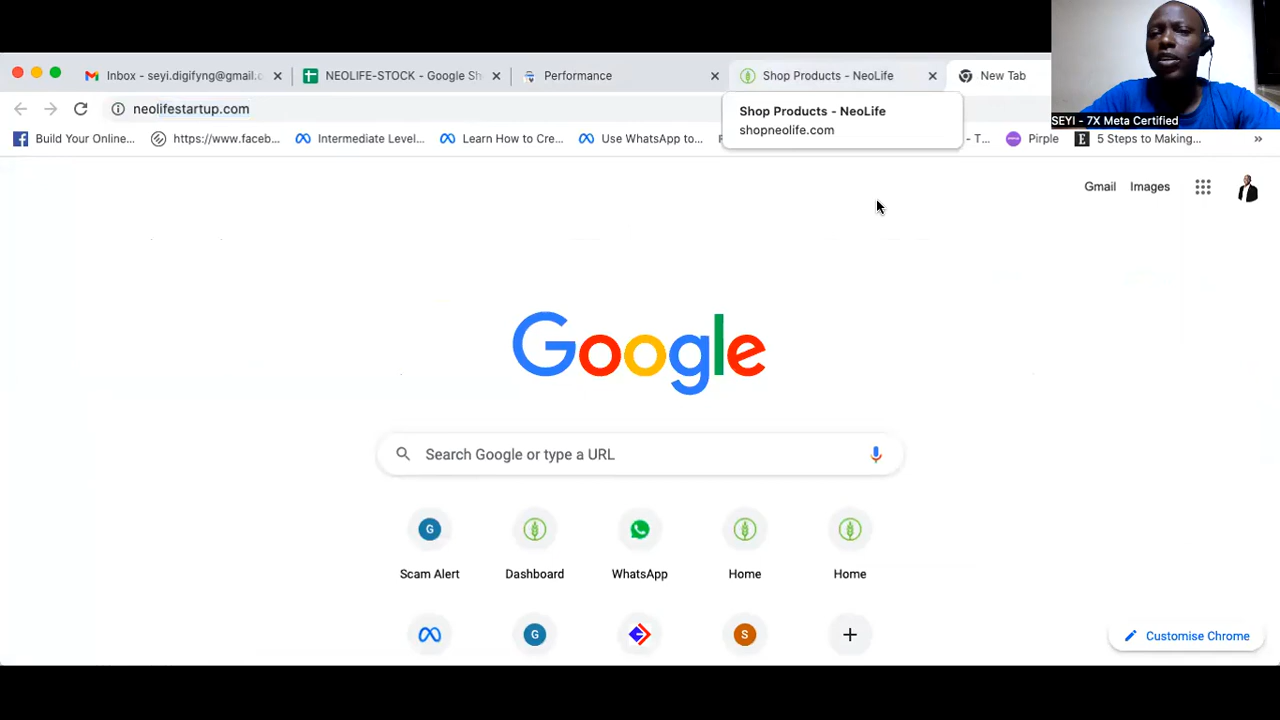 Inbox - seyi.digifyng@gmail.c
NEOLIFE-STOCK - Google Sh
Performance
Shop Products - NeoLife
New Tab
neolifestartup.com
Shop Products - NeoLife
shopneolife.com
SEYI - 7X Meta Certified
Build Your Online...
https://www.faceb...
Intermediate Level...
Learn How to Cre...
Use WhatsApp to...
- T...
Pirple
5 Steps to Making...
Gmail
Images
Google
Search Google or type a URL
G
Scam Alert
Dashboard
WhatsApp
Home
Home
G
S
Customise Chrome